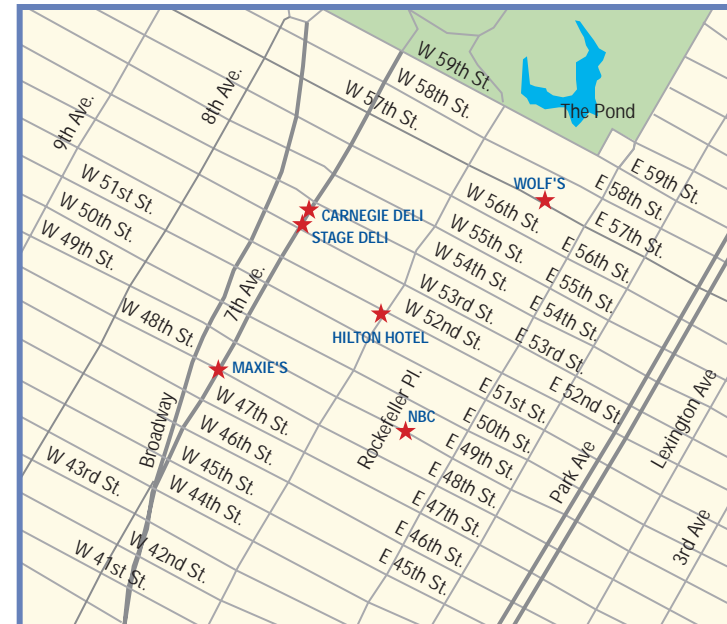 W 59th St.
W 58th St.
W 57th St.
The Pond
8th Ave.
9th Ave.
WOLF'S
E 59th St.
E 58th St.
E 57th St.
W 51st St.
W 50th St.
W 49th St.
CARNEGIE DELI
STAGE DELI
W 56th St.
W 55th St.
W 54th St.
W 53rd St.
W 52nd St.
E 56th St.
E 55th St.
E 54th St.
E 53rd St.
E 52nd St.
7th Ave.
W 48th St.
HILTON HOTEL
MAXIE'S
Rockefeller Pl.
NBC
Broadway
W 47th St.
W 46th St.
W 45th St.
W 44th St.
E 51st St.
E 50th St.
E 49th St.
E 48th St.
E 47th St.
E 46th St.
E 45th St.
Park Ave
Lexington Ave
3rd Ave
W 43rd St.
W 42nd St.
W 41st St.